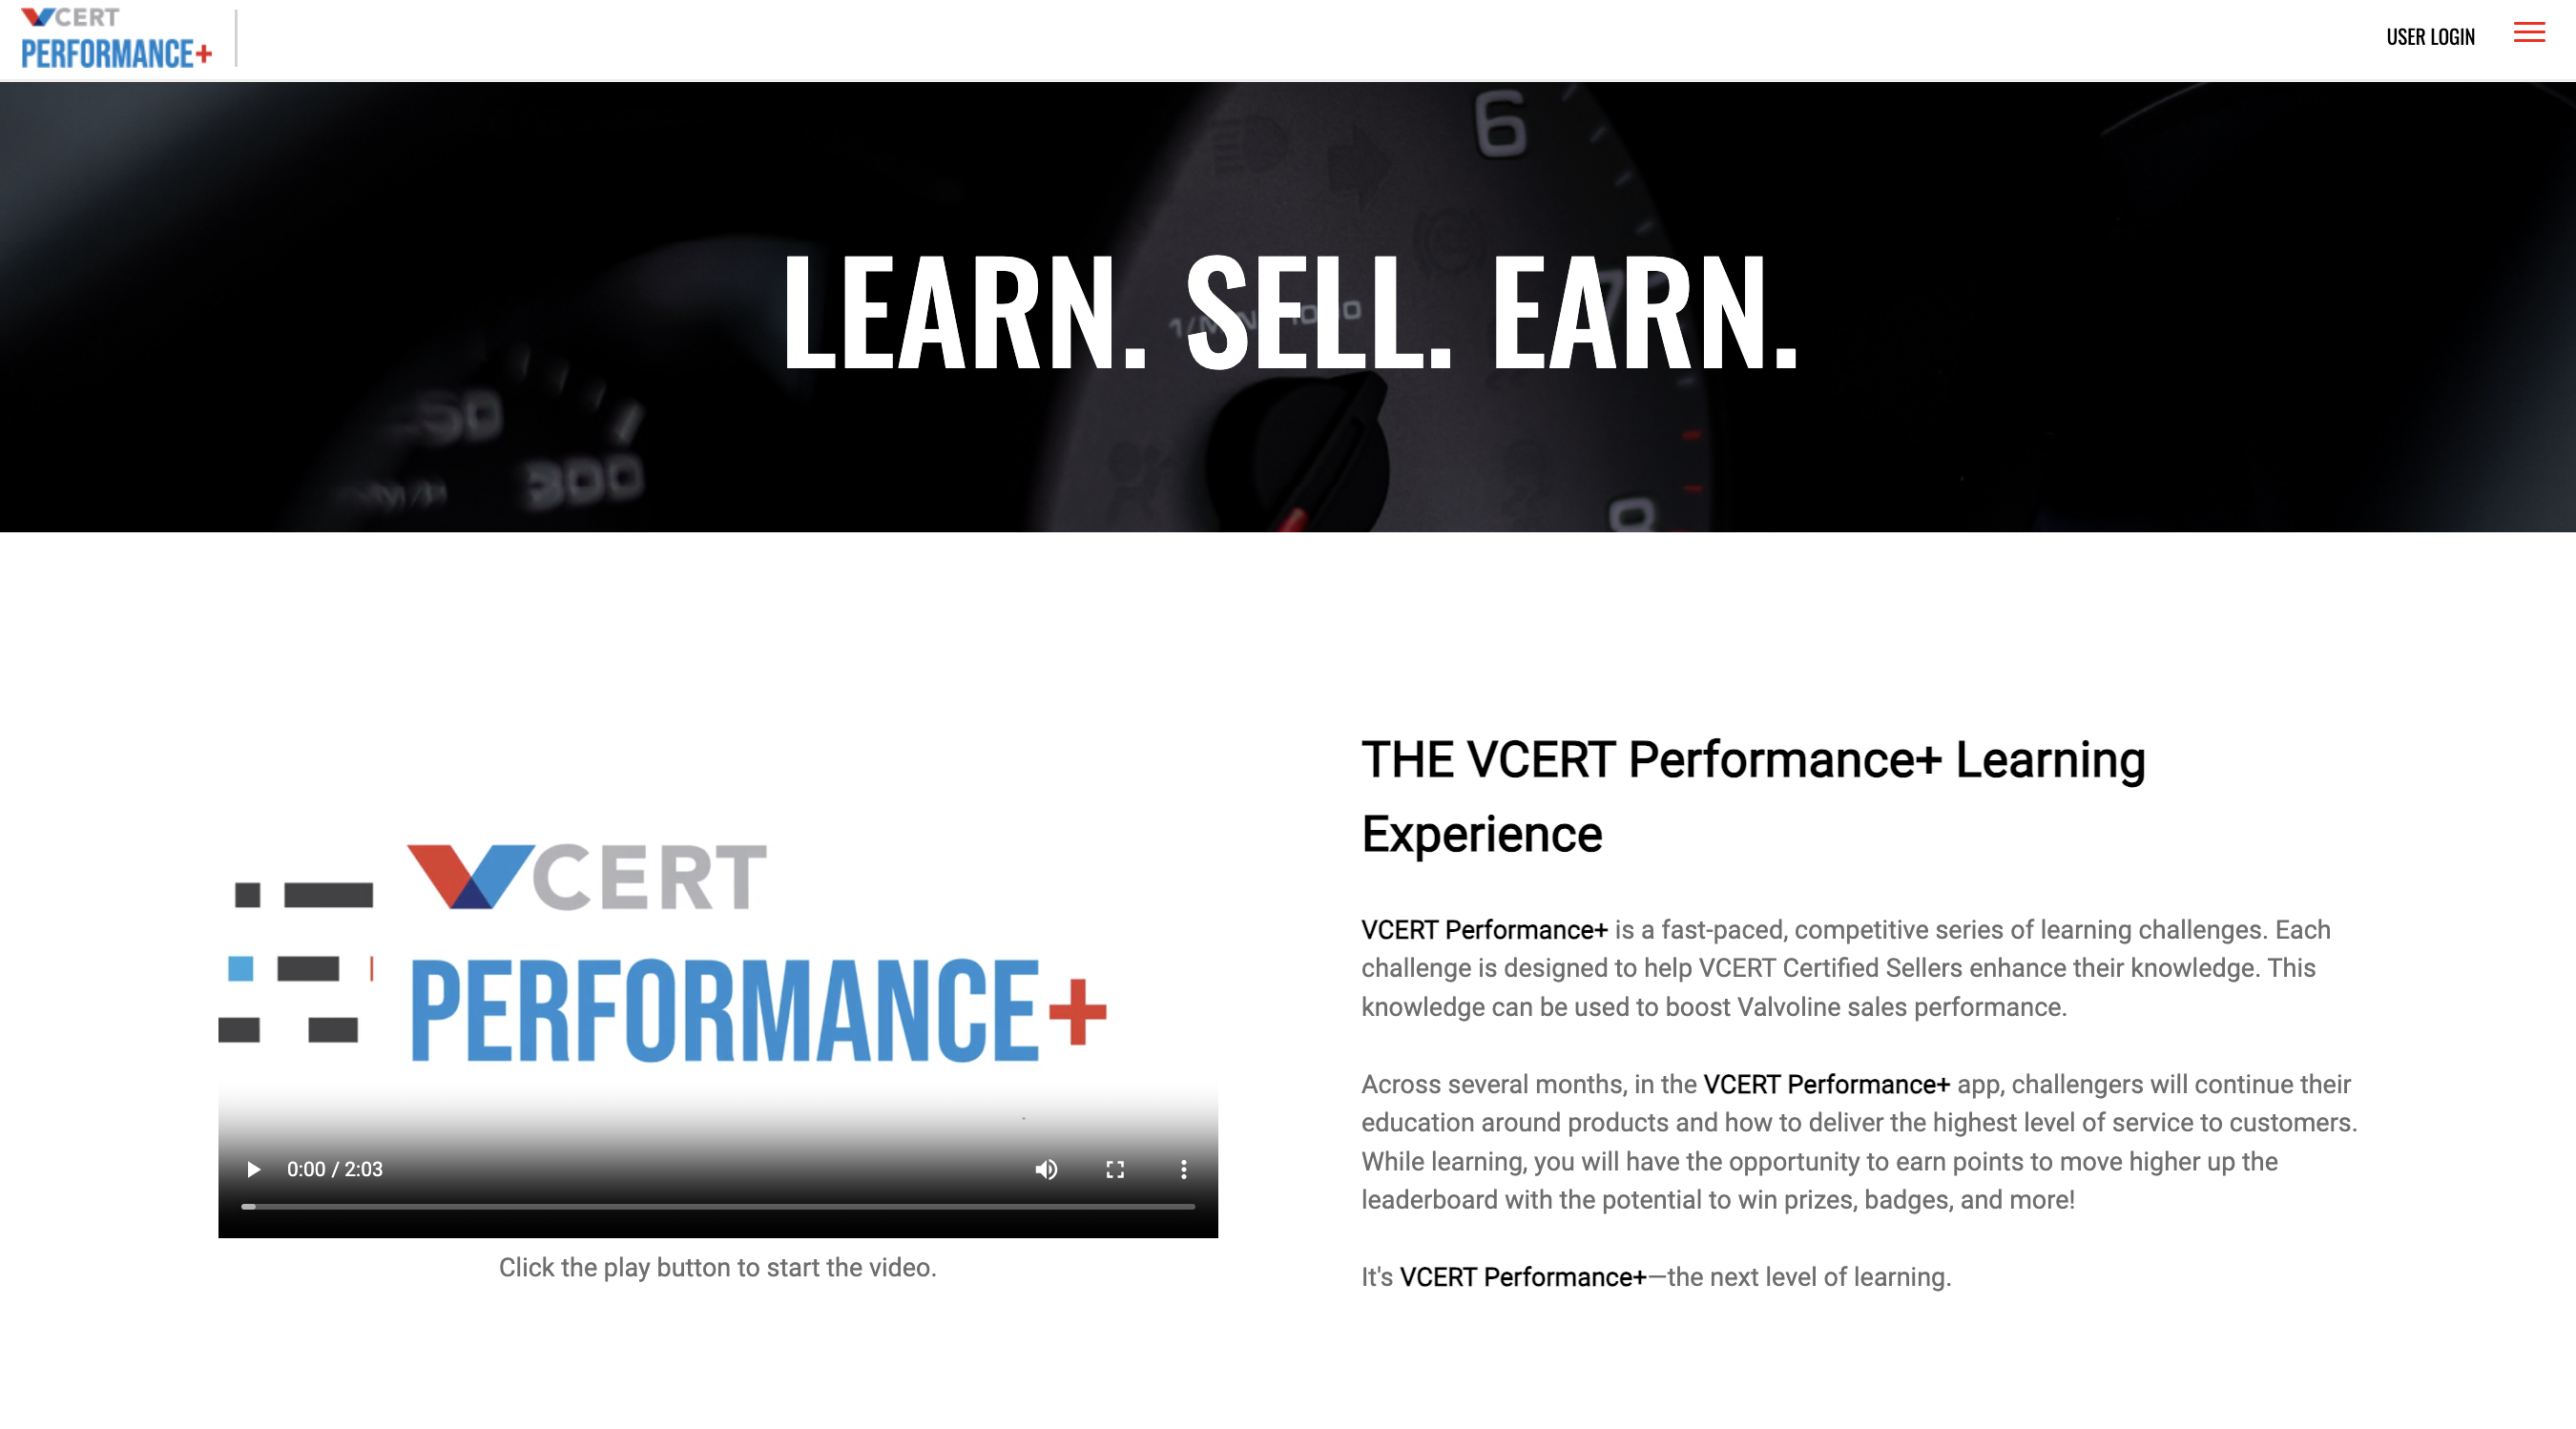 VCERT
PERFORMANCE+
USER LOGIN
6
7
LEARN. SELL. EARN.
50
300
8
THE VCERT Performance+ Learning
Experience
VCERT Performance+ is a fast-paced, competitive series of learning challenges. Each
challenge is designed to help VCERT Certified Sellers enhance their knowledge. This
knowledge can be used to boost Valvoline sales performance.
VCERT
PERFORMANCE+
Across several months, in the VCERT Performance+ app, challengers will continue their
education around products and how to deliver the highest level of service to customers.
While learning, you will have the opportunity to earn points to move higher up the
leaderboard with the potential to win prizes, badges, and more!
0:00 / 2:03
Click the play button to start the video.
It's VCERT Performance+—the next level of learning.